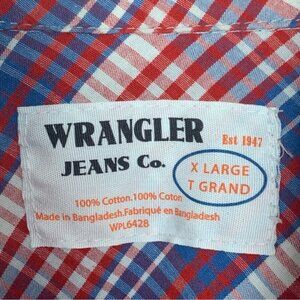 WRANGLER
Est 1947
JEANS Co.
X LARGE
T GRAND
100% Cotton.100% Coton
Made in Bangladesh.Fabriqué en Bangladesh
WPL6428